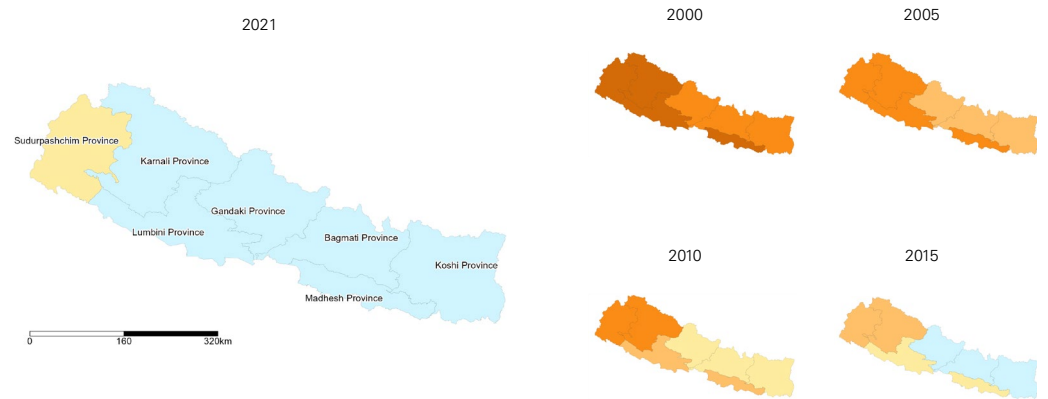 2021
Sudurpashchim Province
Karnali Province
Gandaki Province
Lumbini Province
Bagmati Province
Koshi Province
Madhesh Province
0 160 320km
2000 2005
2010 2015